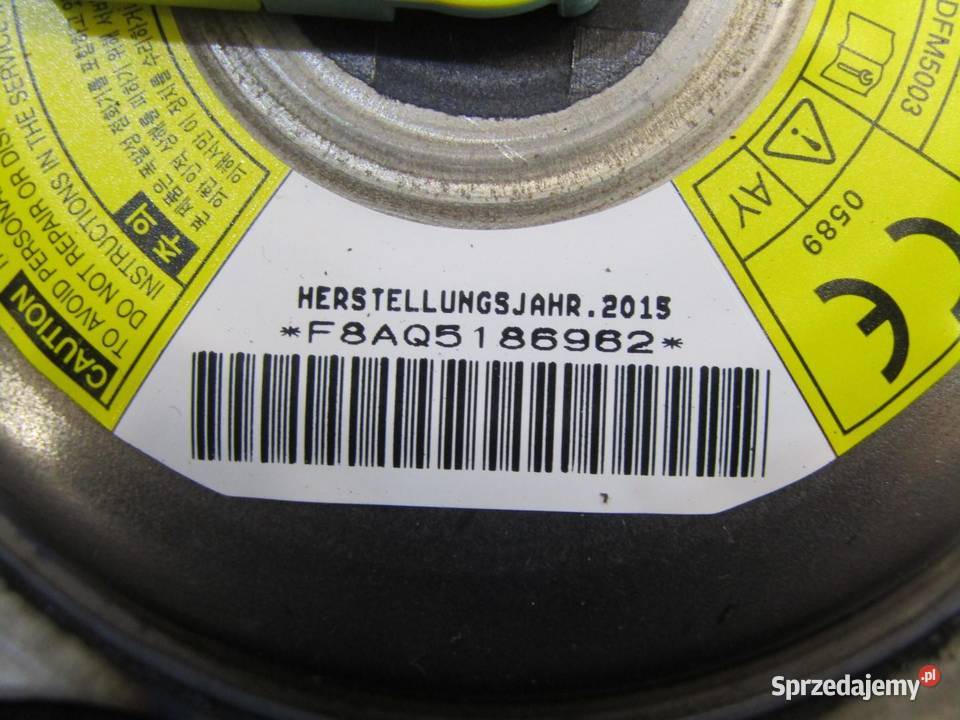 HERSTELLUNGSJAHR.2015
*F8AQ5186962*
CAUTION
TO AVOID PERSONAL
DO NOT REPAIR OR DIS
INSTRUCTIONS IN THE SERVICE
주 의
DFM5003
AY
0589
CE
Sprzedajemy.pl